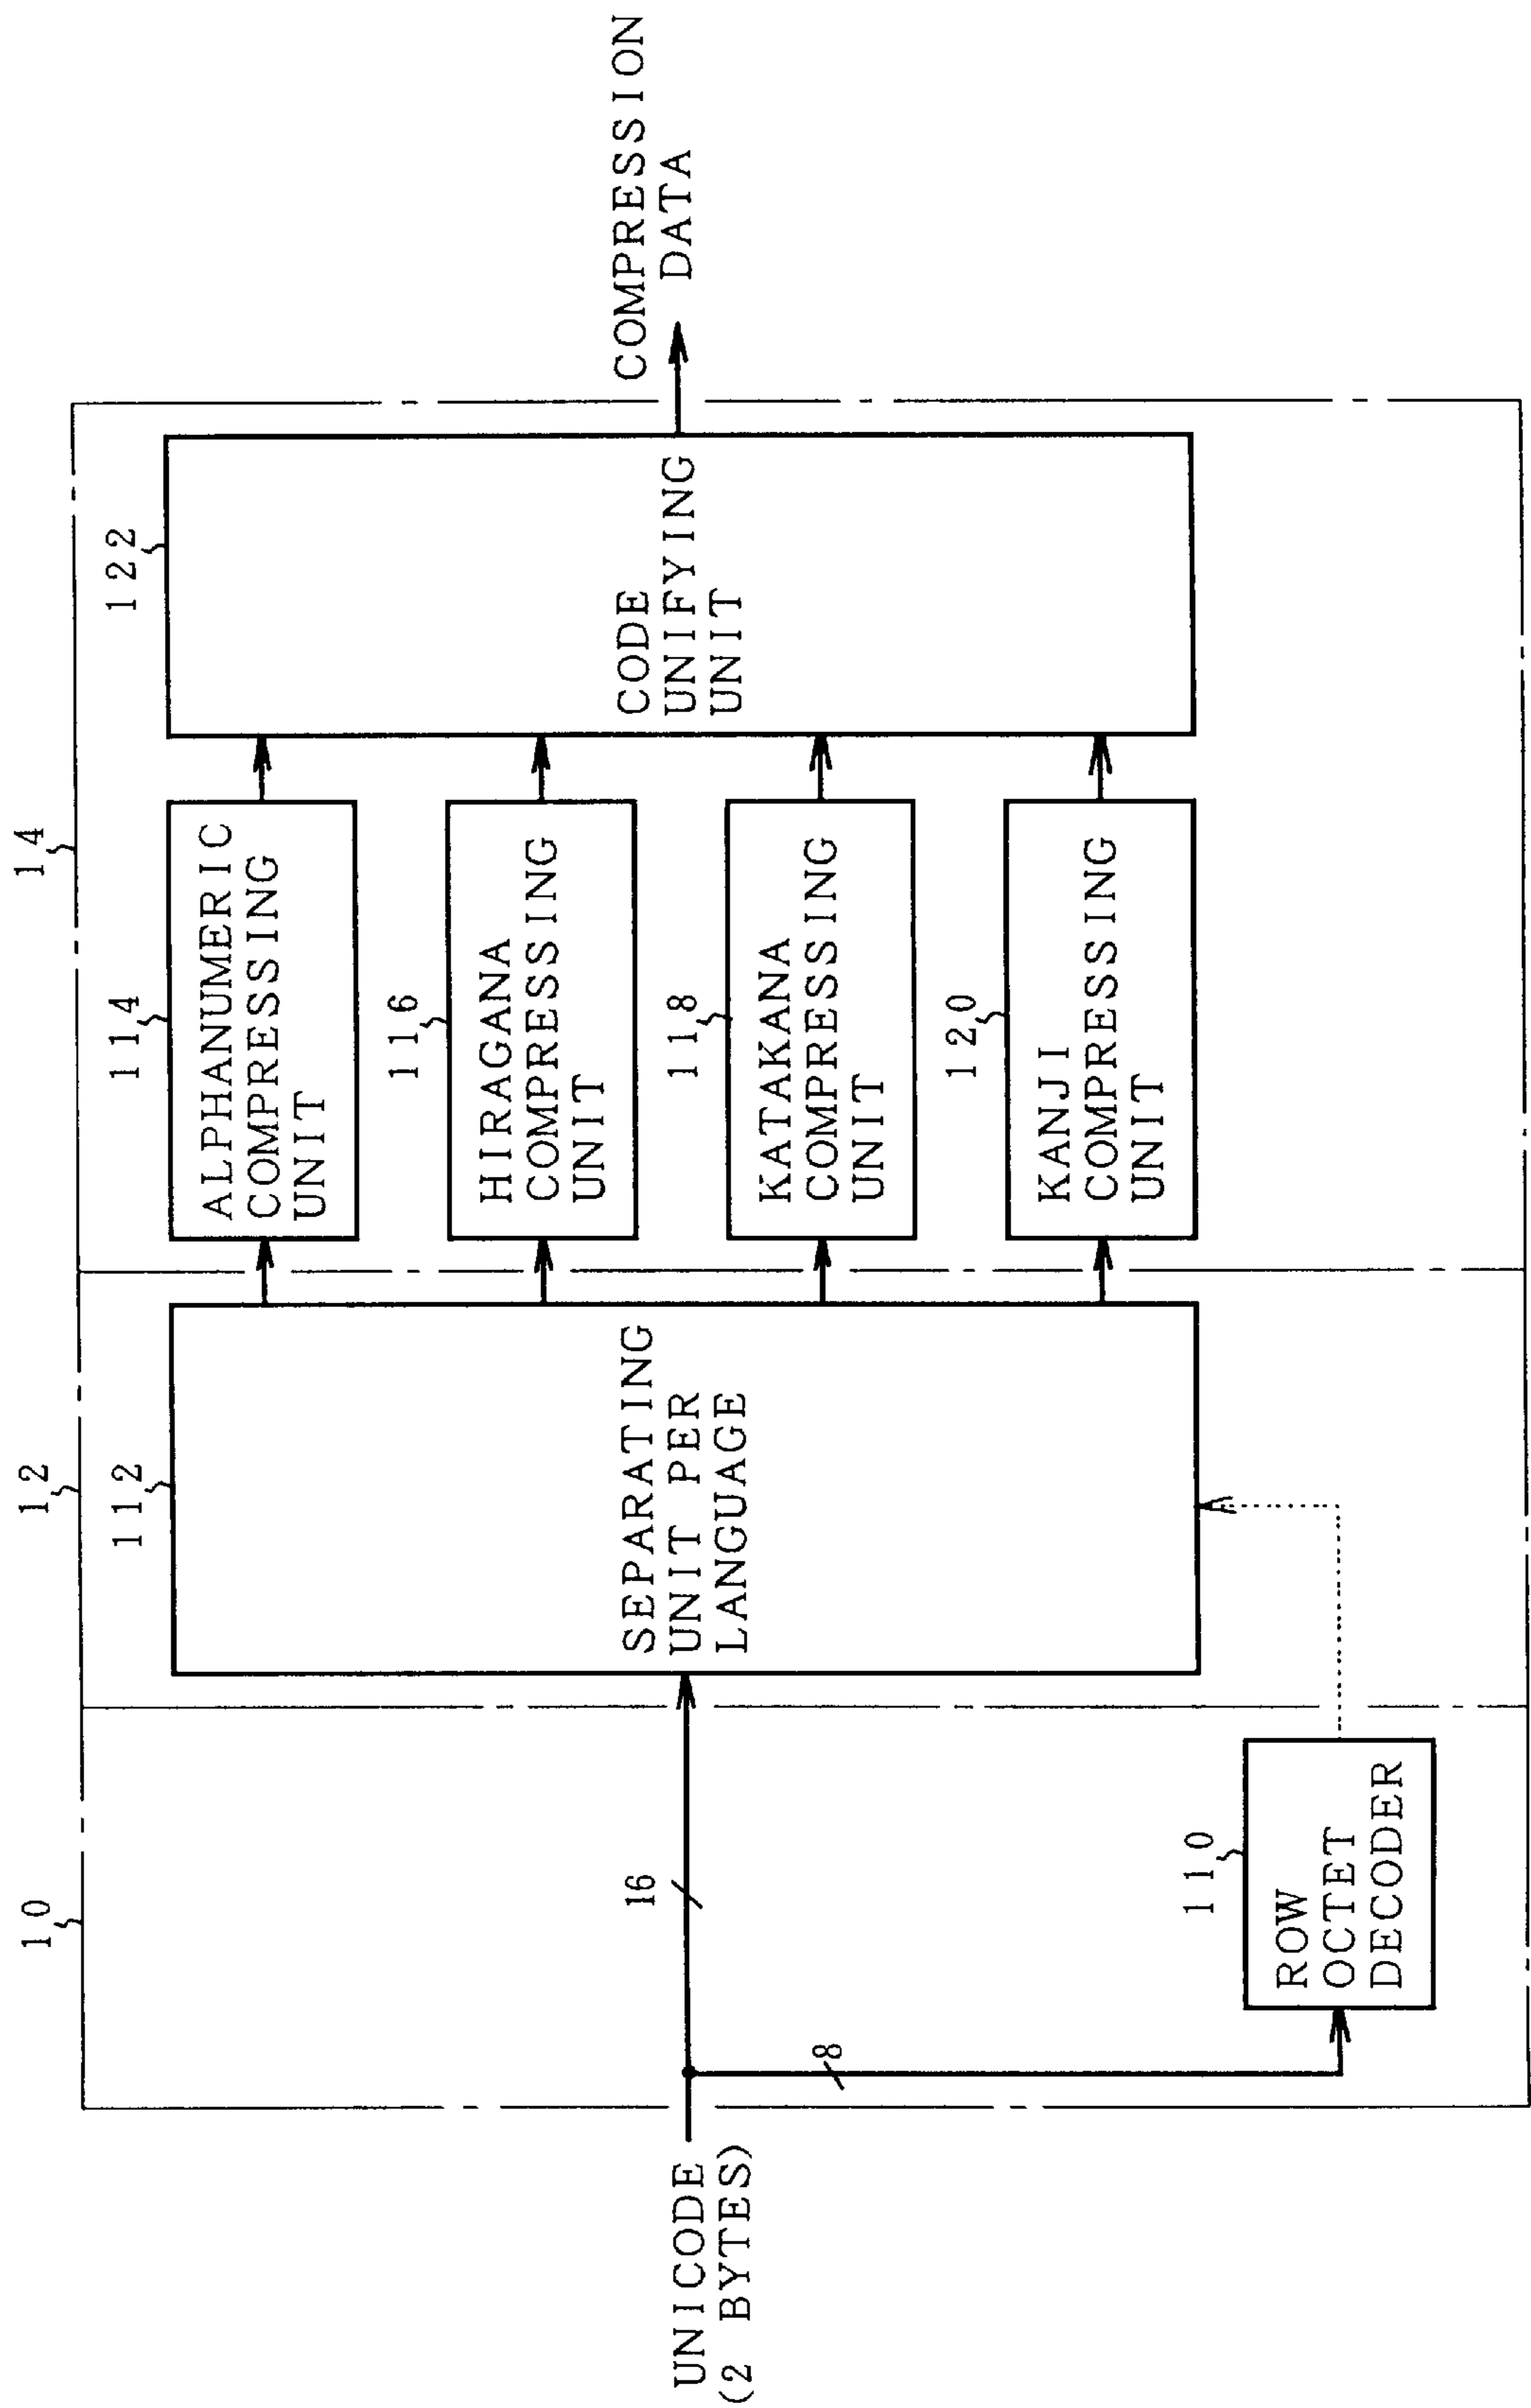 10
12
14
UNICODE
(2 BYTES)
16
8
110
ROW
OCTET
DECODER
112
SEPARATING
UNIT PER
LANGUAGE
114
ALPHANUMERIC
COMPRESSING
UNIT
116
HIRAGANA
COMPRESSING
UNIT
118
KATAKANA
COMPRESSING
UNIT
120
KANJI
COMPRESSING
UNIT
122
CODE
UNIFYING
UNIT
COMPRESSION
DATA